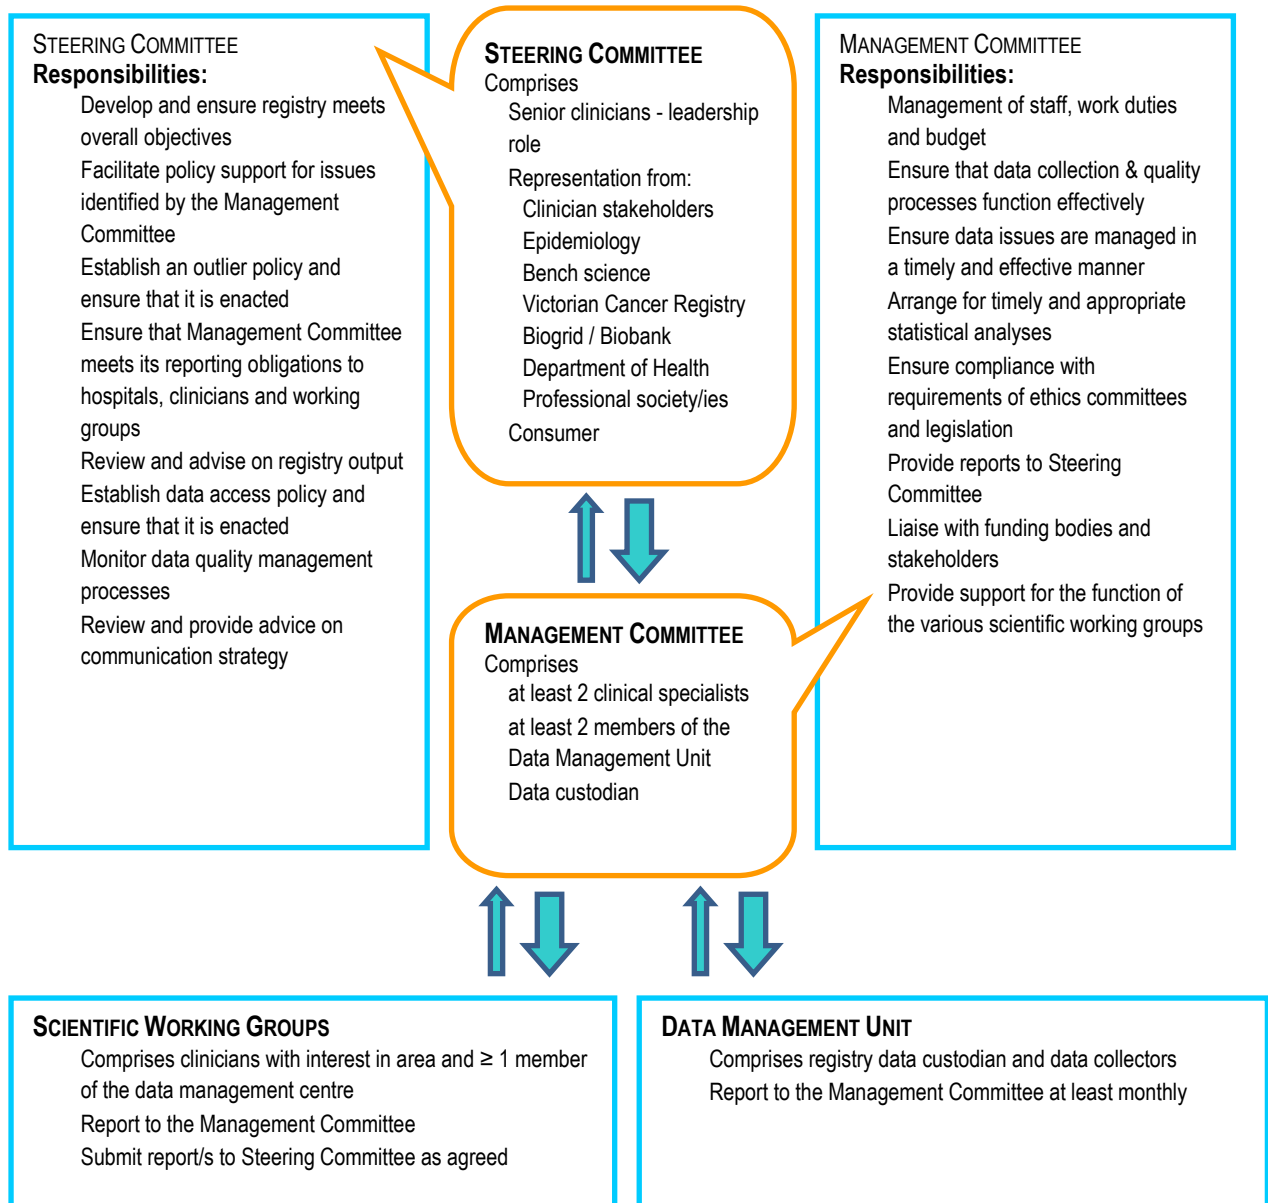 STEERING COMMITTEE
Responsibilities:
Develop and ensure registry meets
overall objectives
Facilitate policy support for issues
identified by the Management
Committee
Establish an outlier policy and
ensure that it is enacted
Ensure that Management Committee
meets its reporting obligations to
hospitals, clinicians and working
groups
Review and advise on registry output
Establish data access policy and
ensure that it is enacted
Monitor data quality management
processes
Review and provide advice on
communication strategy
STEERING COMMITTEE
Comprises
Senior clinicians - leadership
role
Representation from:
Clinician stakeholders
Epidemiology
Bench science
Victorian Cancer Registry
Biogrid / Biobank
Department of Health
Professional society/ies
Consumer
MANAGEMENT COMMITTEE
Responsibilities:
Management of staff, work duties
and budget
Ensure that data collection & quality
processes function effectively
Ensure data issues are managed in
a timely and effective manner
Arrange for timely and appropriate
statistical analyses
Ensure compliance with
requirements of ethics committees
and legislation
Provide reports to Steering
Committee
Liaise with funding bodies and
stakeholders
Provide support for the function of
the various scientific working groups
MANAGEMENT COMMITTEE
Comprises
at least 2 clinical specialists
at least 2 members of the
Data Management Unit
Data custodian
SCIENTIFIC WORKING GROUPS
Comprises clinicians with interest in area and ≥ 1 member
of the data management centre
Report to the Management Committee
Submit report/s to Steering Committee as agreed
DATA MANAGEMENT UNIT
Comprises registry data custodian and data collectors
Report to the Management Committee at least monthly